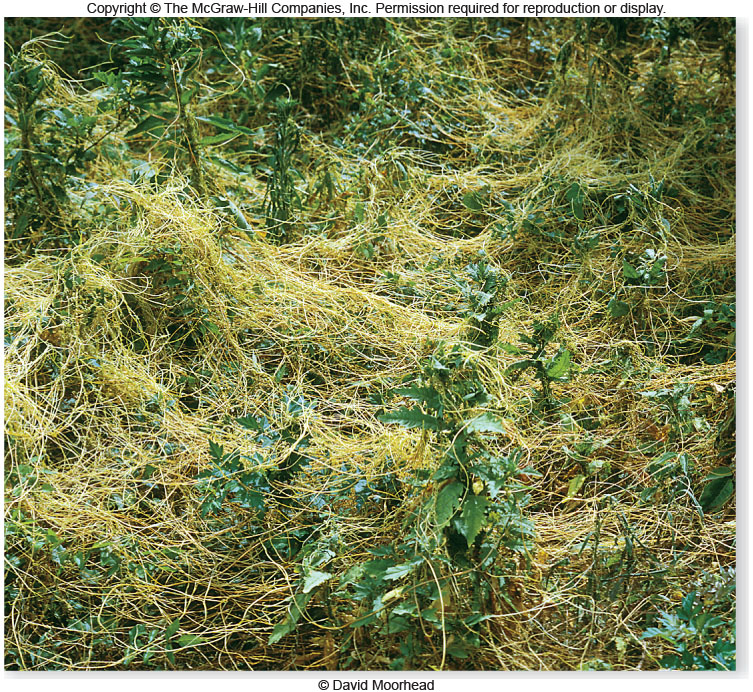 Copyright © The McGraw-Hill Companies, Inc. Permission required for reproduction or display.
© David Moorhead